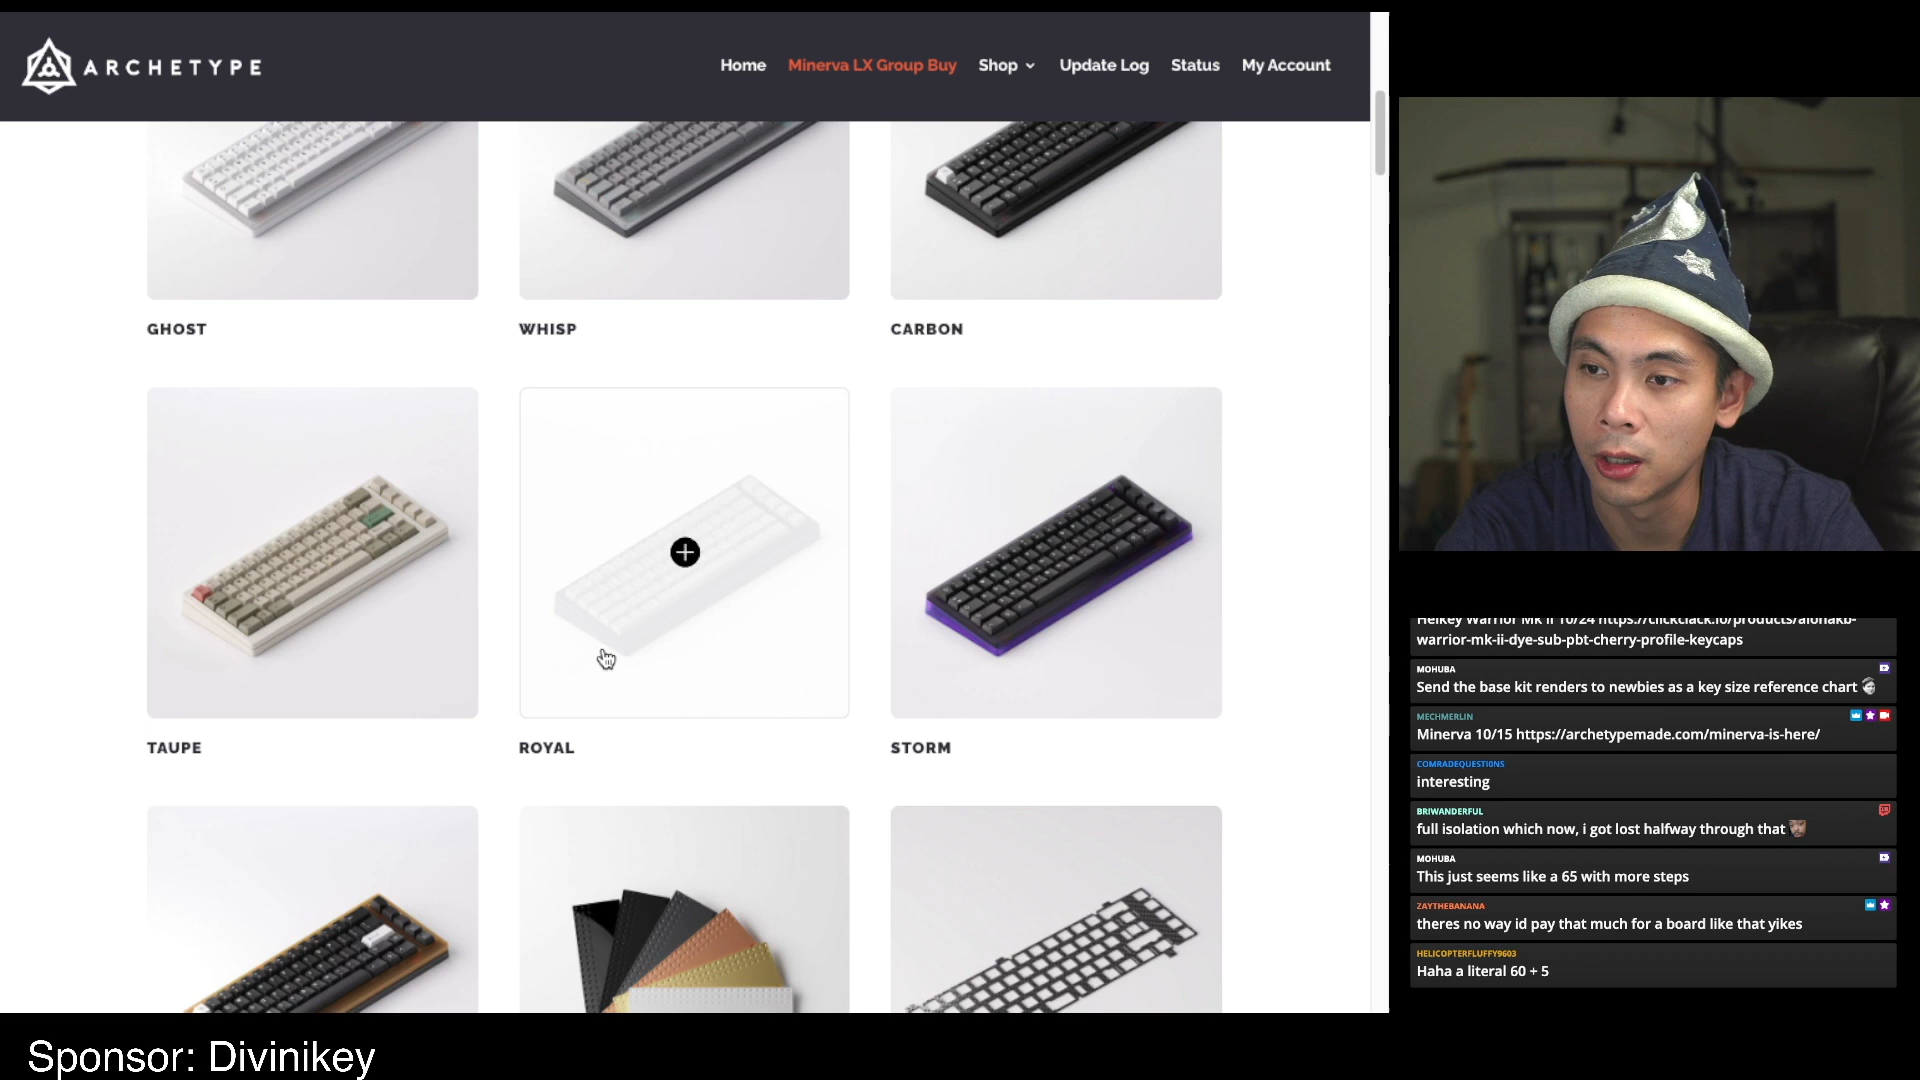 ARCHETYPE
Home Minerva LX Group Buy Shop Update Log Status My Account
GHOST WHISP CARBON
TAUPE ROYAL STORM
Heikey Warrior MK II 10/24 https://clickclack.io/products/alohakb-
warrior-mk-ii-dye-sub-pbt-cherry-profile-keycaps
MOHUBA
Send the base kit renders to newbies as a key size reference chart
MECHMERLIN
Minerva 10/15 https://archetypemade.com/minerva-is-here/
COMRADEQUESTI0NS
interesting
BRIWANDERFUL
full isolation which now, i got lost halfway through that
MOHUBA
This just seems like a 65 with more steps
ZAYTHEBANANA
theres no way id pay that much for a board like that yikes
HELICOPTERFLUFFY9603
Haha a literal 60 + 5
Sponsor: Divinikey